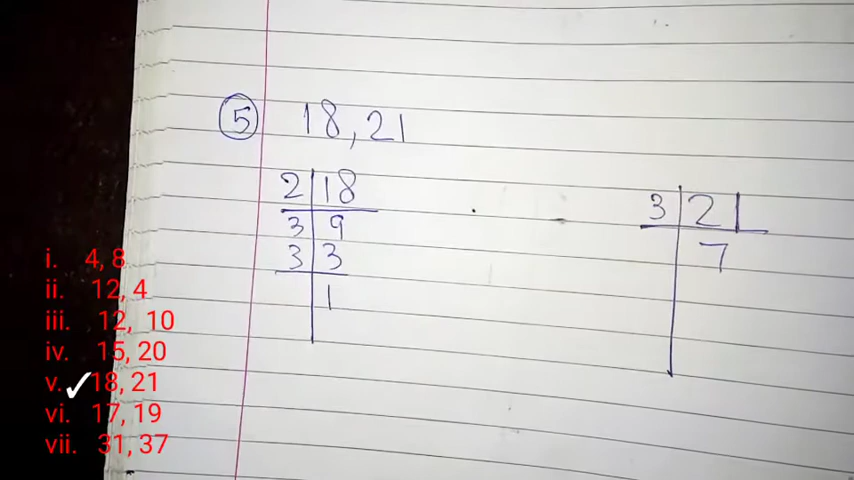 5 18, 21
2 18
3 9
3 3
1
3 21
7
i. 4, 8
ii. 12, 4
iii. 12, 10
iv. 15, 20
v. ✓ 18, 21
vi. 17, 19
vii. 31, 37